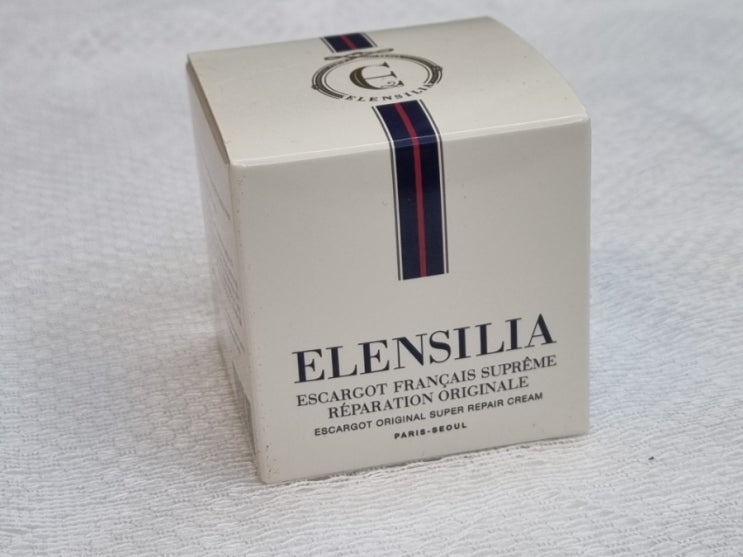 ELENSILIA
ELENSILIA
ESCARGOT FRANÇAIS SUPRÊME
RÉPARATION ORIGINALE
ESCARGOT ORIGINAL SUPER REPAIR CREAM
PARIS-SEOUL